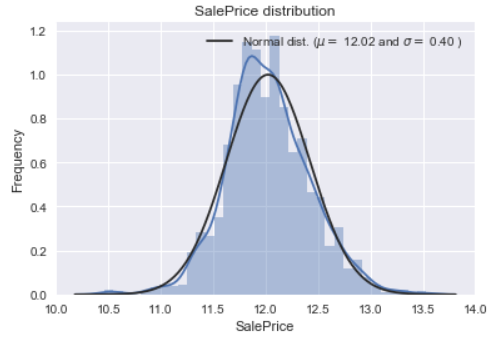 SalePrice distribution
Normal dist. (μ = 12.02 and σ = 0.40 )
1.2
1.0
0.8
0.6
0.4
0.2
0.0
Frequency
10.0 10.5 11.0 11.5 12.0 12.5 13.0 13.5 14.0
SalePrice